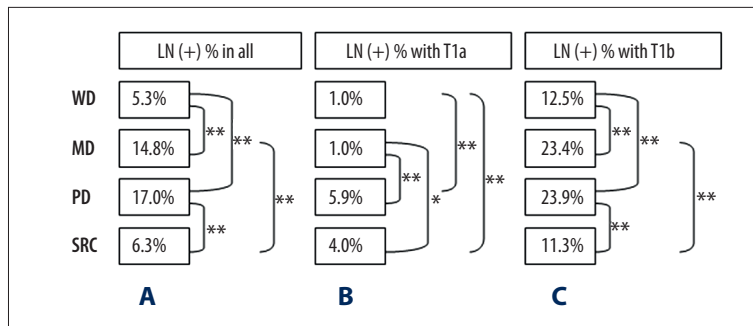 LN (+) % in all LN (+) % with T1a LN (+) % with T1b
WD 5.3% 1.0% 12.5%
** ** ** ** ** **
MD 14.8% 1.0% 23.4%
** ** * ** **
PD 17.0% 5.9% 23.9%
** **
SRC 6.3% 4.0% 11.3%
A B C